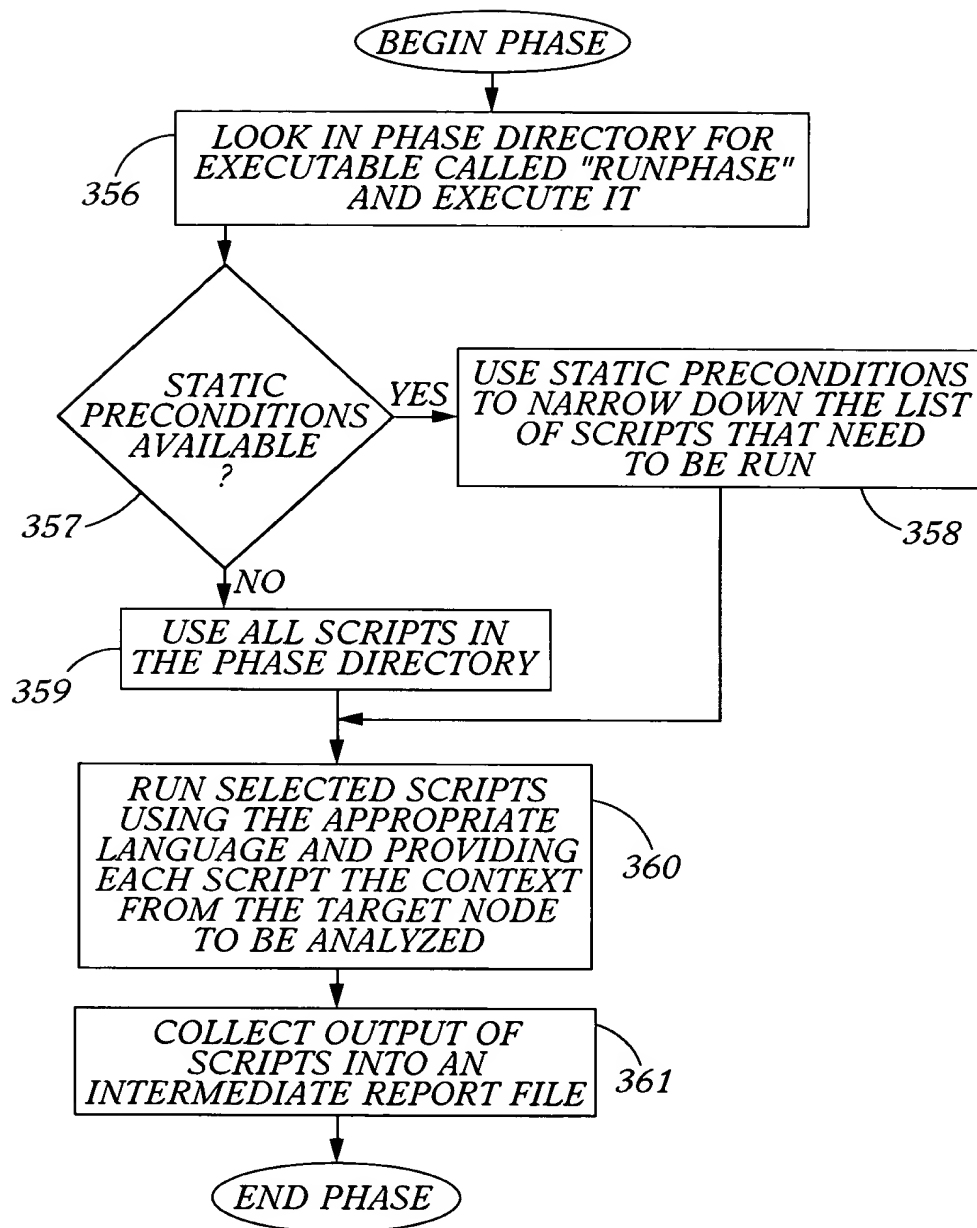 BEGIN PHASE
LOOK IN PHASE DIRECTORY FOR
EXECUTABLE CALLED "RUNPHASE"
AND EXECUTE IT
356
STATIC
PRECONDITIONS
AVAILABLE
?
357
YES
USE STATIC PRECONDITIONS
TO NARROW DOWN THE LIST
OF SCRIPTS THAT NEED
TO BE RUN
358
NO
USE ALL SCRIPTS IN
THE PHASE DIRECTORY
359
RUN SELECTED SCRIPTS
USING THE APPROPRIATE
LANGUAGE AND PROVIDING
EACH SCRIPT THE CONTEXT
FROM THE TARGET NODE
TO BE ANALYZED
360
COLLECT OUTPUT OF
SCRIPTS INTO AN
INTERMEDIATE REPORT FILE
361
END PHASE